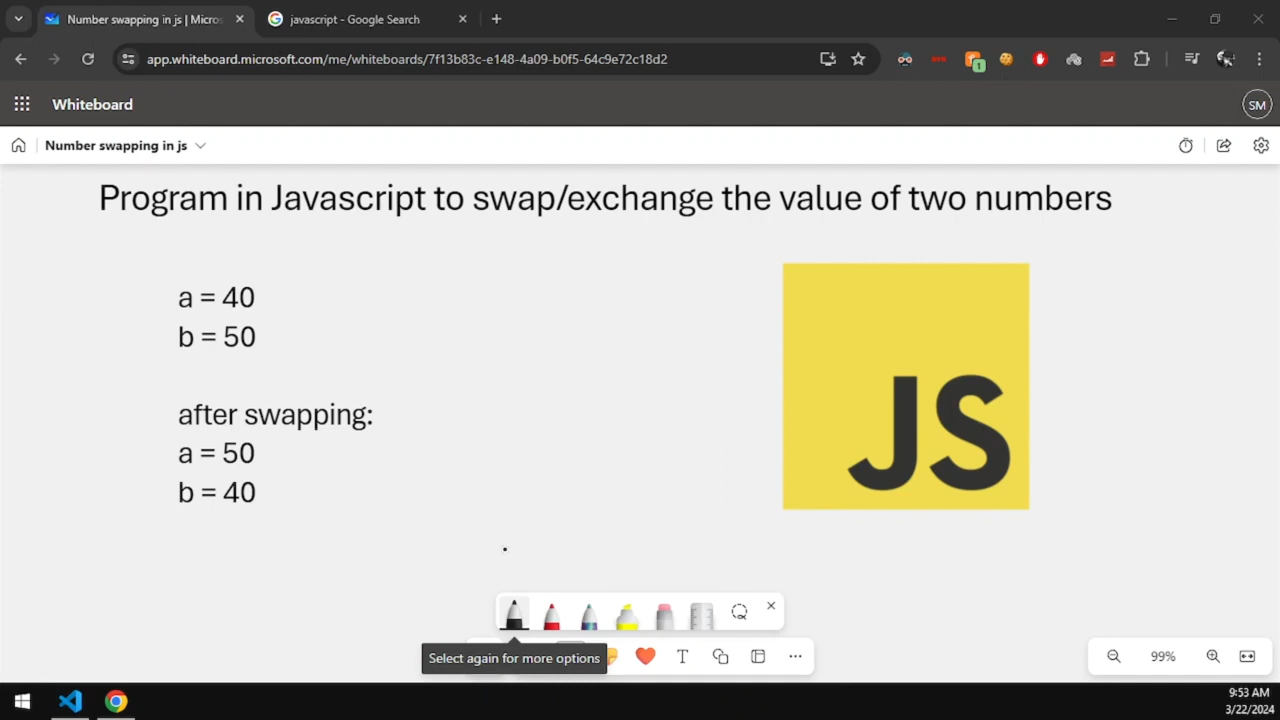 Number swapping in js | Micros
javascript - Google Search
app.whiteboard.microsoft.com/me/whiteboards/7f13b83c-e148-4a09-b0f5-64c9e72c18d2
1
Whiteboard
SM
Number swapping in js
Program in Javascript to swap/exchange the value of two numbers
a = 40
b = 50
after swapping:
a = 50
b = 40
JS
Select again for more options
T
99%
9:53 AM
3/22/2024